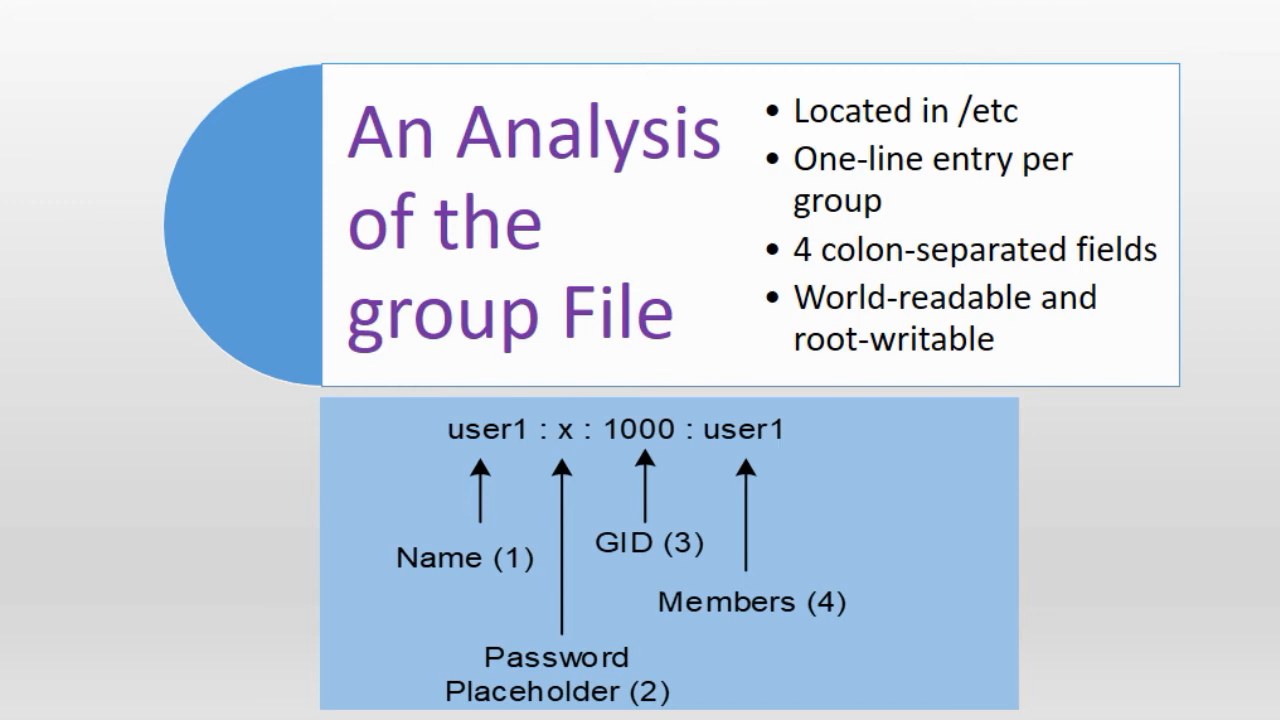 An Analysis
of the
group File
• Located in /etc
• One-line entry per
group
• 4 colon-separated fields
• World-readable and
root-writable
user1 : x : 1000 : user1
Name (1)
GID (3)
Members (4)
Password
Placeholder (2)